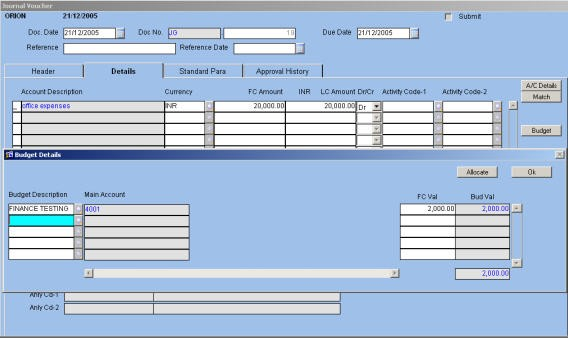 Journal Voucher
ORION 21/12/2005 Submit
Doc. Date 21/12/2005 Doc No. JG 18 Due Date 21/12/2005
Reference Reference Date
Header Details Standard Para Approval History
A/C Details
Account Description Currency FC Amount INR LC Amount Dr/Cr Activity Code-1 Activity Code-2
Match
office expenses INR 20,000.00 20,000.00 Dr
Budget
Budget Details
Allocate Ok
Budget Description Main Account FC Val Bud Val
FINANCE TESTING 4001 2,000.00 2,000.00
2,000.00
Anly Cd-1
Anly Cd-2